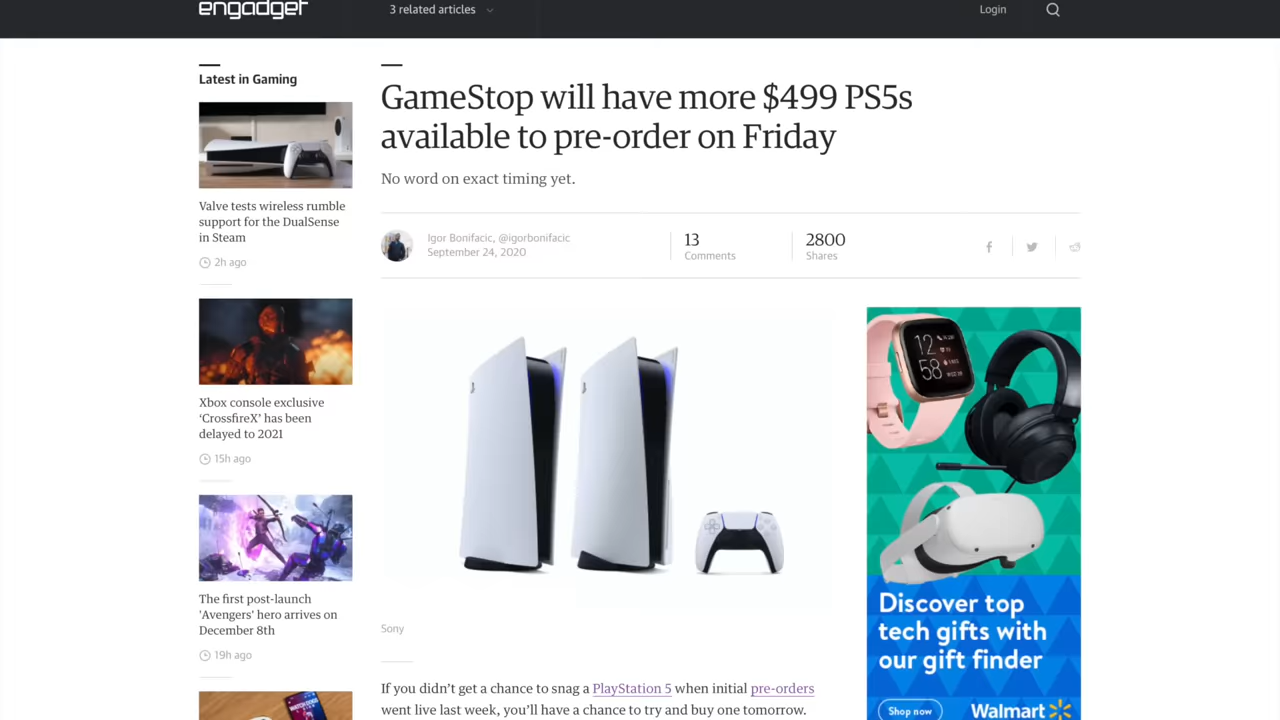 engadget
3 related articles
Login
Latest in Gaming
Valve tests wireless rumble
support for the DualSense
in Steam
2h ago
Xbox console exclusive
‘CrossfireX’ has been
delayed to 2021
15h ago
The first post-launch
'Avengers' hero arrives on
December 8th
19h ago
GameStop will have more $499 PS5s
available to pre-order on Friday
No word on exact timing yet.
Igor Bonifacic, @igorbonifacic
September 24, 2020
13
Comments
2800
Shares
Sony
If you didn’t get a chance to snag a PlayStation 5 when initial pre-orders
went live last week, you’ll have a chance to try and buy one tomorrow.
12
58
Discover top
tech gifts with
our gift finder
Shop now
Walmart